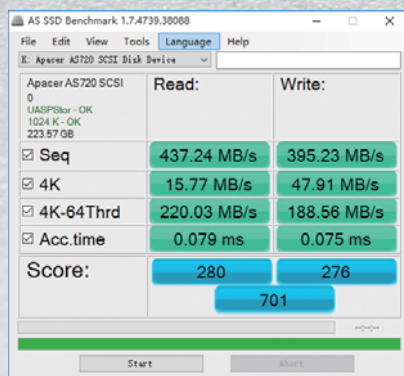 AS SSD Benchmark 1.7.4739.38088
File Edit View Tools Language Help
K: Apacer AS720 SCSI Disk Device
Apacer AS720 SCSI
0
UASPStor - OK
1024 K - OK
223.57 GB
Read: Write:
Seq 437.24 MB/s 395.23 MB/s
4K 15.77 MB/s 47.91 MB/s
4K-64Thrd 220.03 MB/s 188.56 MB/s
Acc.time 0.079 ms 0.075 ms
Score: 280 276
701
--:--:--
Start Abort